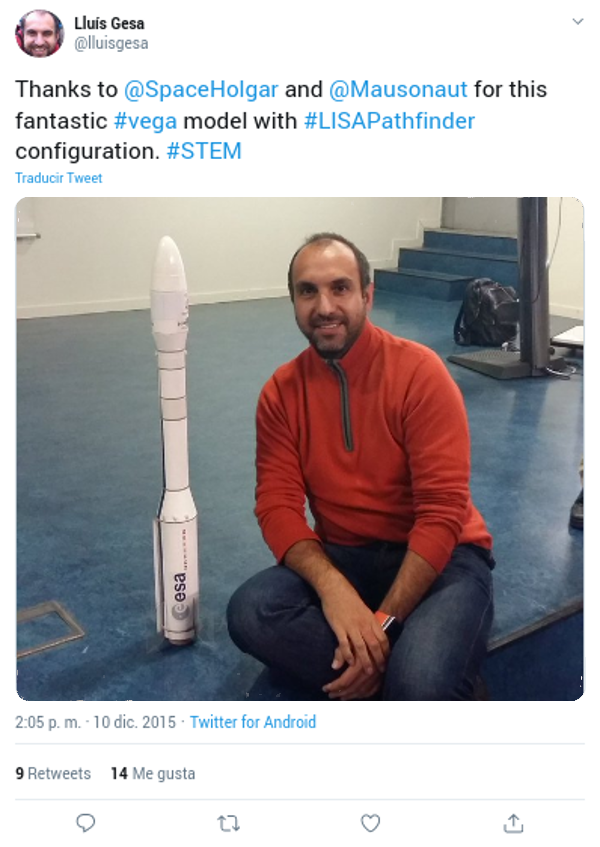 Lluís Gesa
@lluisgesa
Thanks to @SpaceHolgar and @Mausonaut for this
fantastic #vega model with #LISAPathfinder
configuration. #STEM
Traducir Tweet
esa
2:05 p. m. · 10 dic. 2015 · Twitter for Android
9 Retweets 14 Me gusta